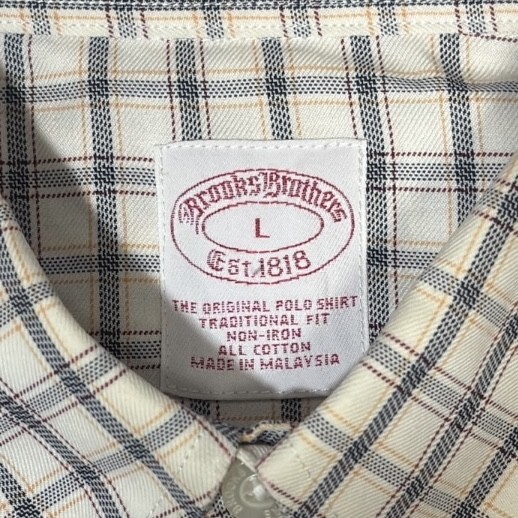 Brooks Brothers
L
Est.1818
THE ORIGINAL POLO SHIRT
TRADITIONAL FIT
NON-IRON
ALL COTTON
MADE IN MALAYSIA